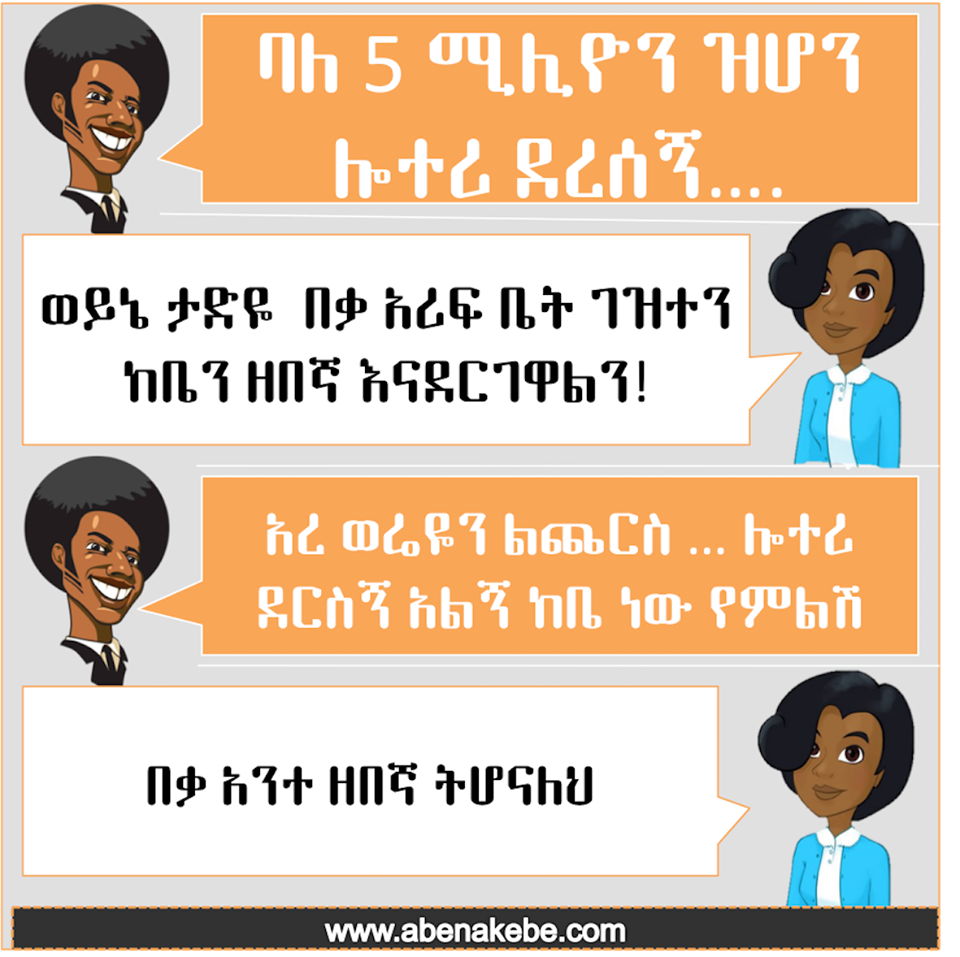 ባለ 5 ሚሊዮን ዝሆን
ሎተሪ ደረሰኝ....
ወይኔ ታድዬ በቃ አሪፍ ቤት ገዝተን
ከቤን ዘበኛ እናደርገዋልን!
እረ ወሬዬን ልጨርስ ... ሎተሪ
ደርስኝ አልኝ ከቤ ነው የምልሽ
በቃ አንተ ዘበኛ ትሆናለህ
www.abenakebe.com